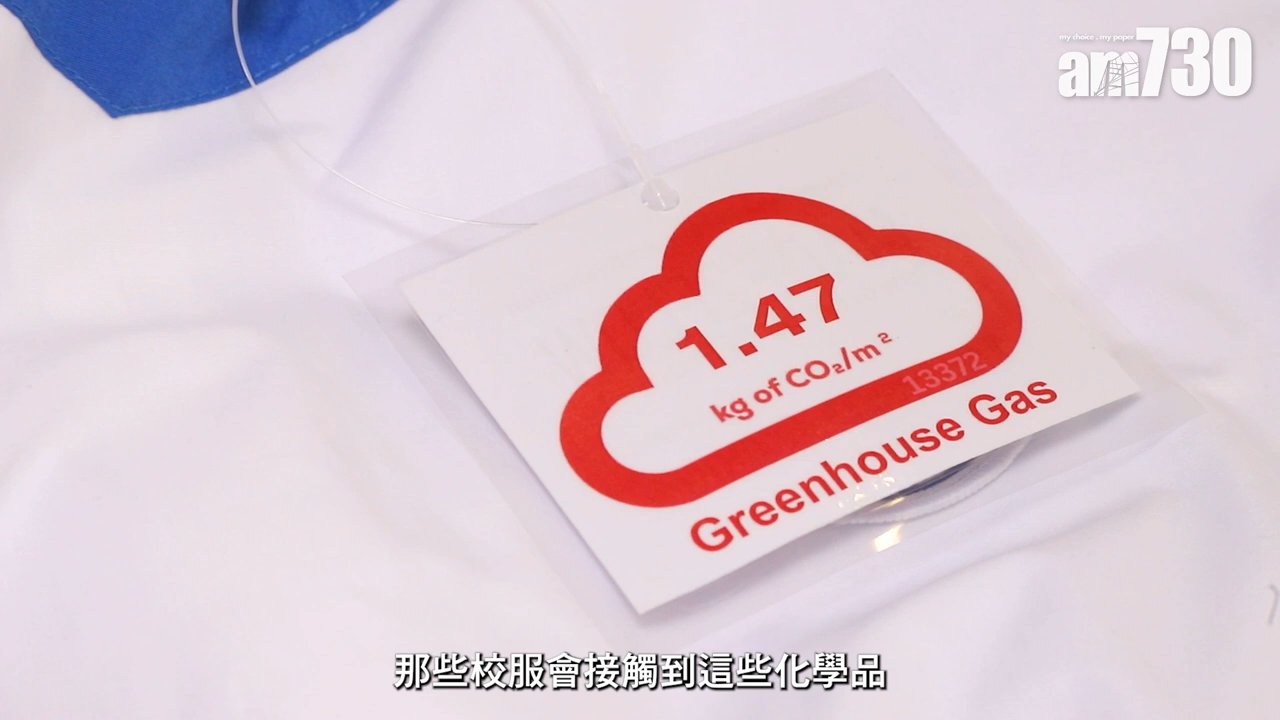 my choice . my paper
am730
1.47
kg of CO₂/m²
13372
Greenhouse Gas
那些校服會接觸到這些化學品